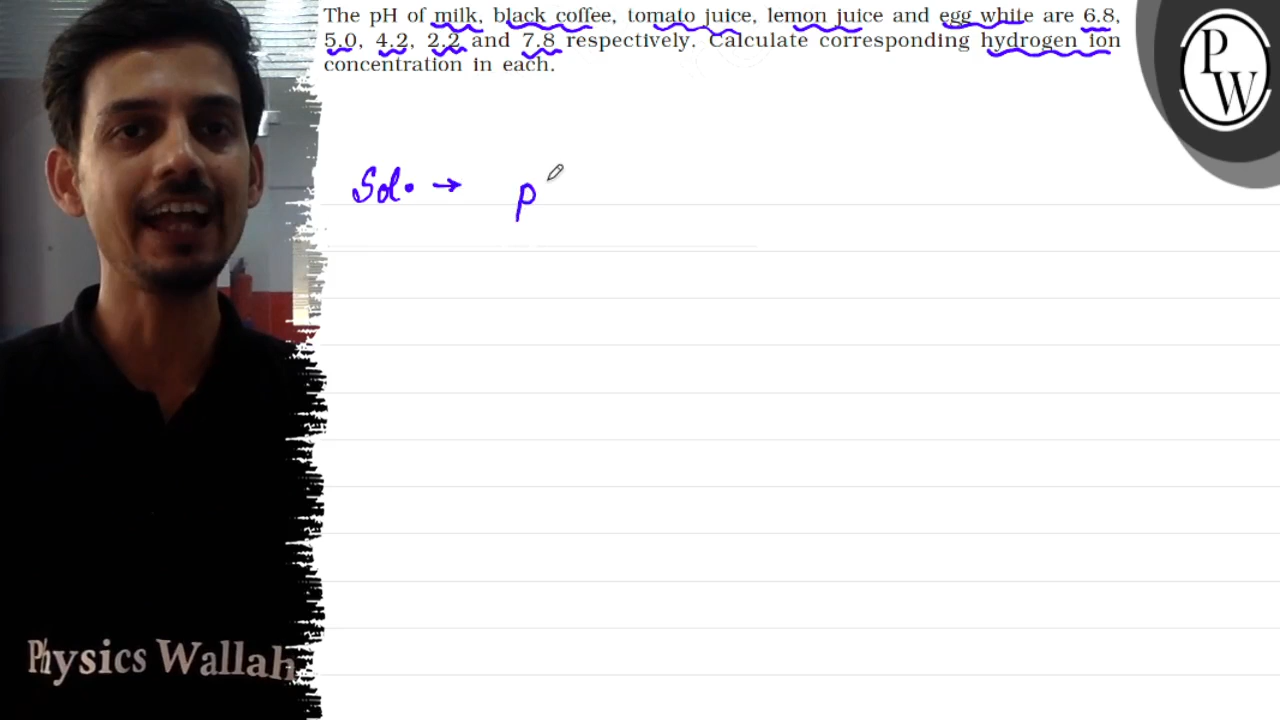 The pH of milk, black coffee, tomato juice, lemon juice and egg white are 6.8,
5.0, 4.2, 2.2 and 7.8 respectively. Calculate corresponding hydrogen ion
concentration in each.
P
W
Sol. → p
Physics Wallah